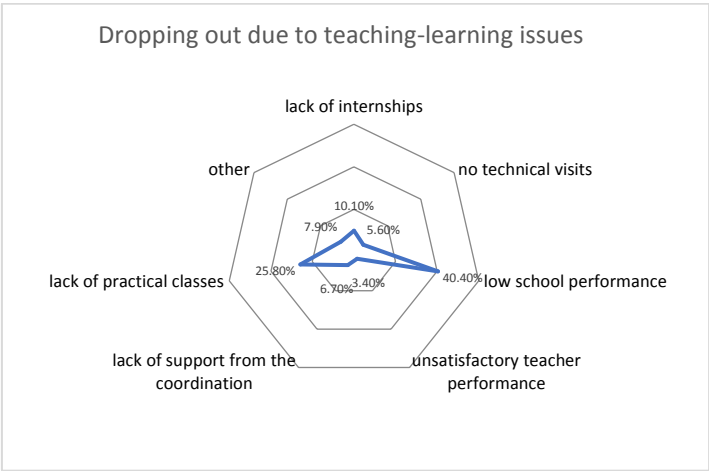 Dropping out due to teaching-learning issues
lack of internships
other
no technical visits
10.10%
7.90%
5.60%
lack of practical classes
25.80%
40.40%
low school performance
6.70%
3.40%
lack of support from the
coordination
unsatisfactory teacher
performance